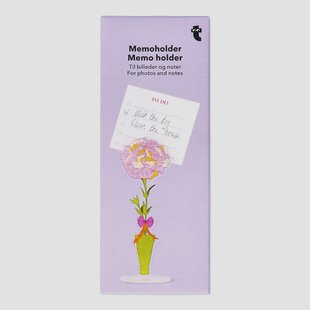 Memoholder
Memo holder
Til billeder og noter
For photos and notes
TO DO
Walk the dog
Clean the house